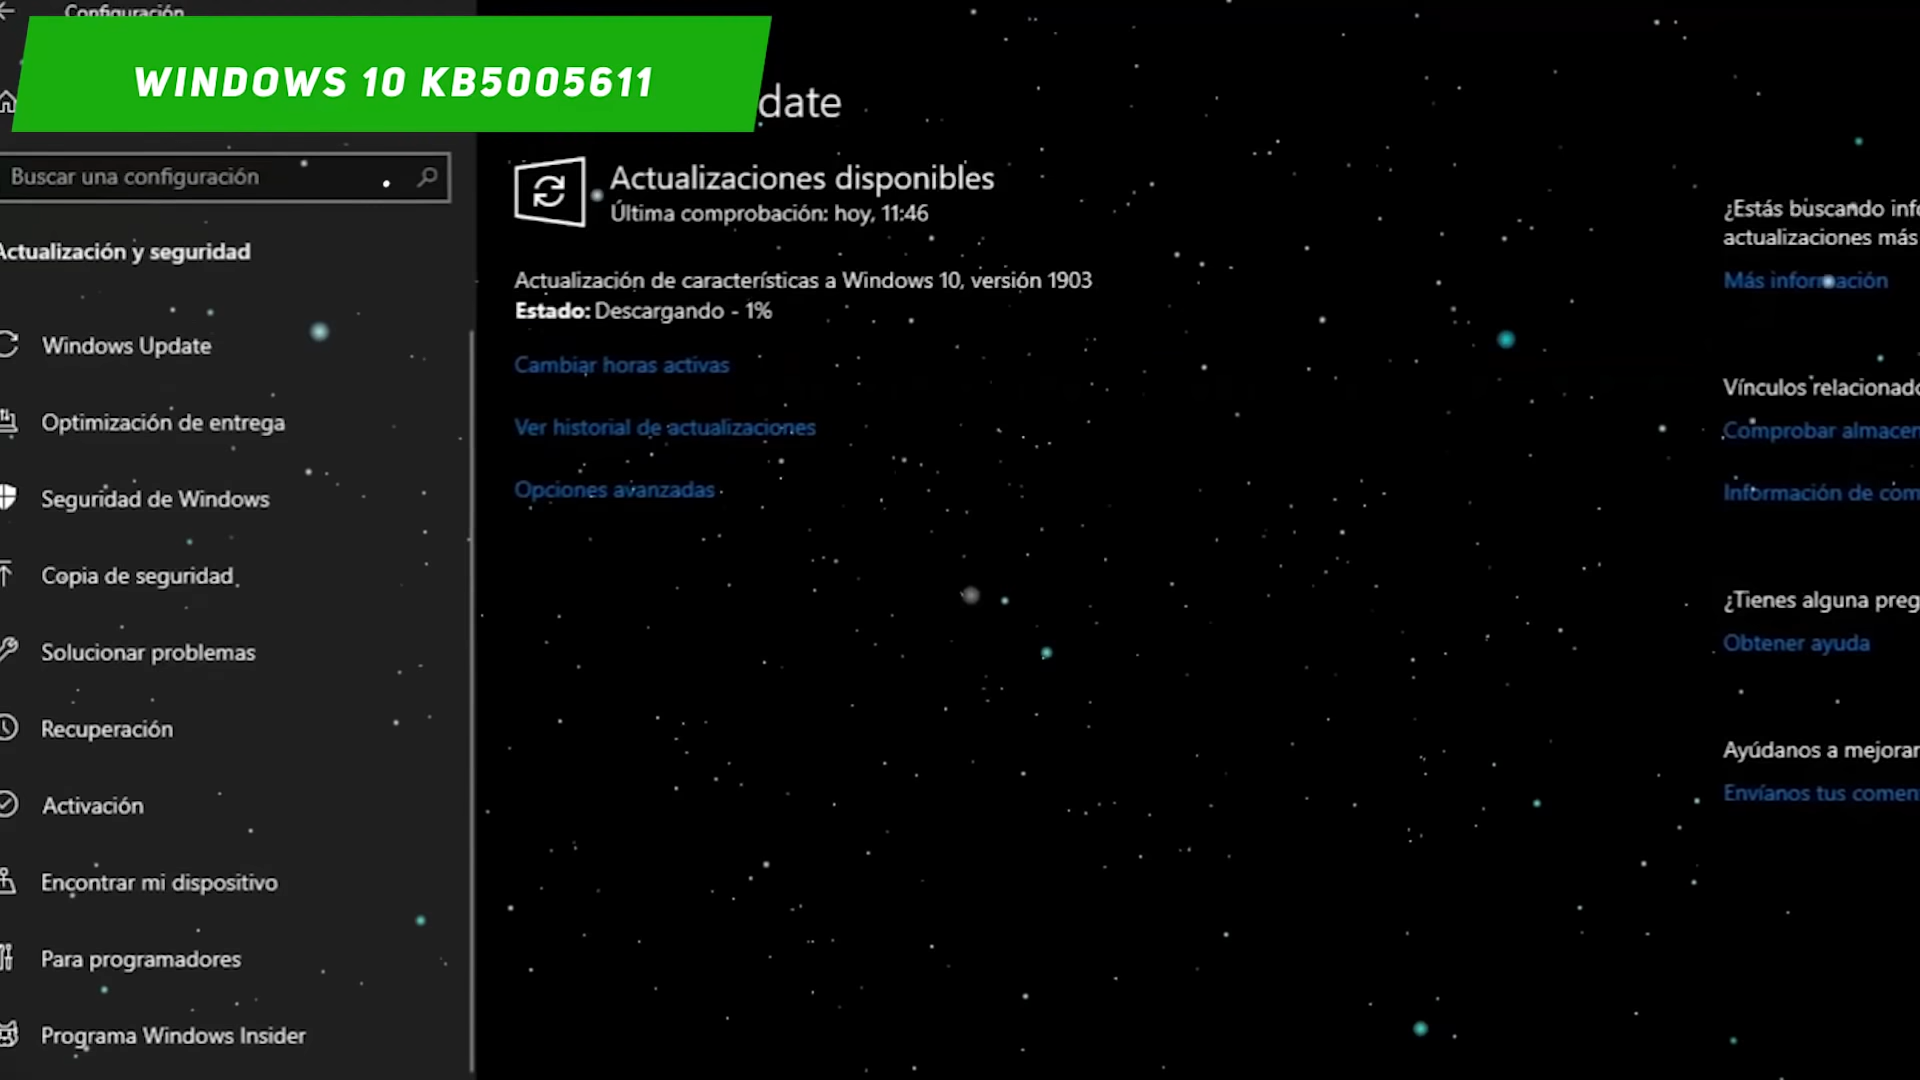 Configuración
WINDOWS 10 KB5005611
date
Buscar una configuración
Actualización y seguridad
Windows Update
Optimización de entrega
Seguridad de Windows
Copia de seguridad
Solucionar problemas
Recuperación
Activación
Encontrar mi dispositivo
Para programadores
Programa Windows Insider
Actualizaciones disponibles
Última comprobación: hoy, 11:46
Actualización de características a Windows 10, versión 1903
Estado: Descargando - 1%
Cambiar horas activas
Ver historial de actualizaciones
Opciones avanzadas
¿Estás buscando info
actualizaciones más
Más información
Vínculos relacionado
Comprobar almacen
Información de com
¿Tienes alguna preg
Obtener ayuda
Ayúdanos a mejorar
Envíanos tus coment